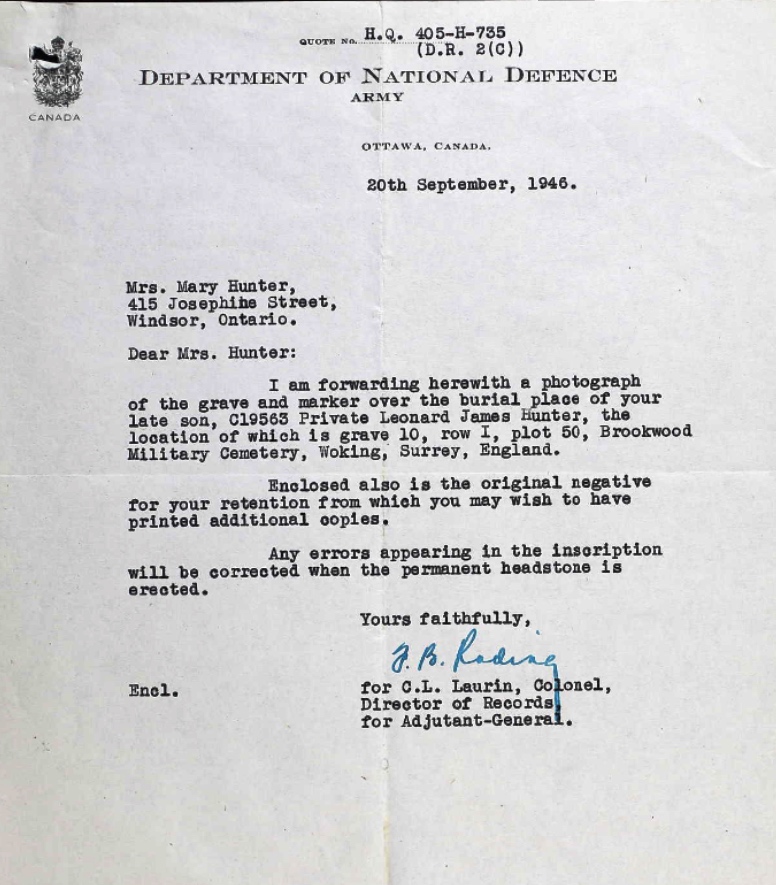 QUOTE NO. H.Q. 405-H-735
(D.R. 2(C))
DEPARTMENT OF NATIONAL DEFENCE
ARMY
CANADA
OTTAWA, CANADA.
20th September, 1946.
Mrs. Mary Hunter,
415 Josephine Street,
Windsor, Ontario.
Dear Mrs. Hunter:
I am forwarding herewith a photograph
of the grave and marker over the burial place of your
late son, C19563 Private Leonard James Hunter, the
location of which is grave 10, row I, plot 50, Brookwood
Military Cemetery, Woking, Surrey, England.
Enclosed also is the original negative
for your retention from which you may wish to have
printed additional copies.
Any errors appearing in the inscription
will be corrected when the permanent headstone is
erected.
Yours faithfully,
B.
Encl.
for C.L. Laurin, Colonel,
Director of Records,
for Adjutant-General.